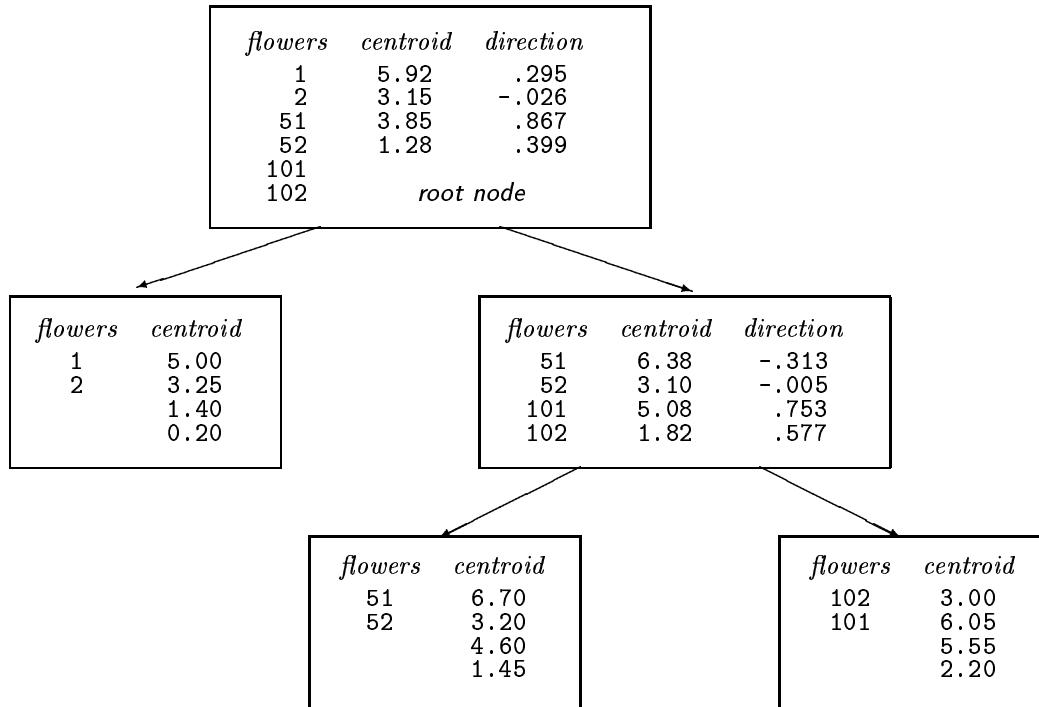 flowers centroid direction
1 5.92 .295
2 3.15 -.026
51 3.85 .867
52 1.28 .399
101
102 root node
flowers centroid
1 5.00
2 3.25
1.40
0.20
flowers centroid direction
51 6.38 -.313
52 3.10 -.005
101 5.08 .753
102 1.82 .577
flowers centroid
51 6.70
52 3.20
4.60
1.45
flowers centroid
102 3.00
101 6.05
5.55
2.20